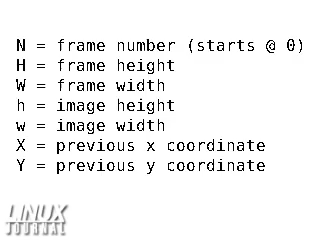 N = frame number (starts @ 0)
H = frame height
W = frame width
h = image height
w = image width
X = previous x coordinate
Y = previous y coordinate
LINUX
JOURNAL